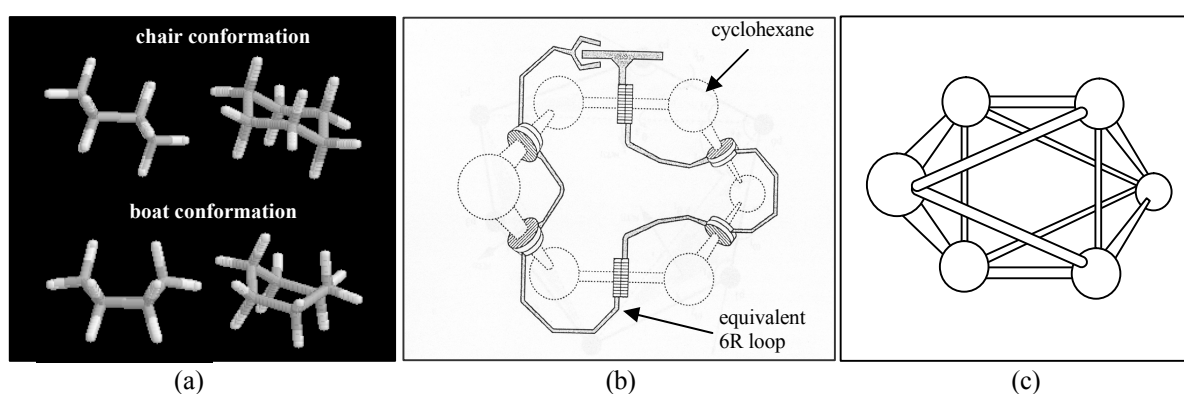 chair conformation
boat conformation
(a)
cyclohexane
equivalent
6R loop
(b)
(c)